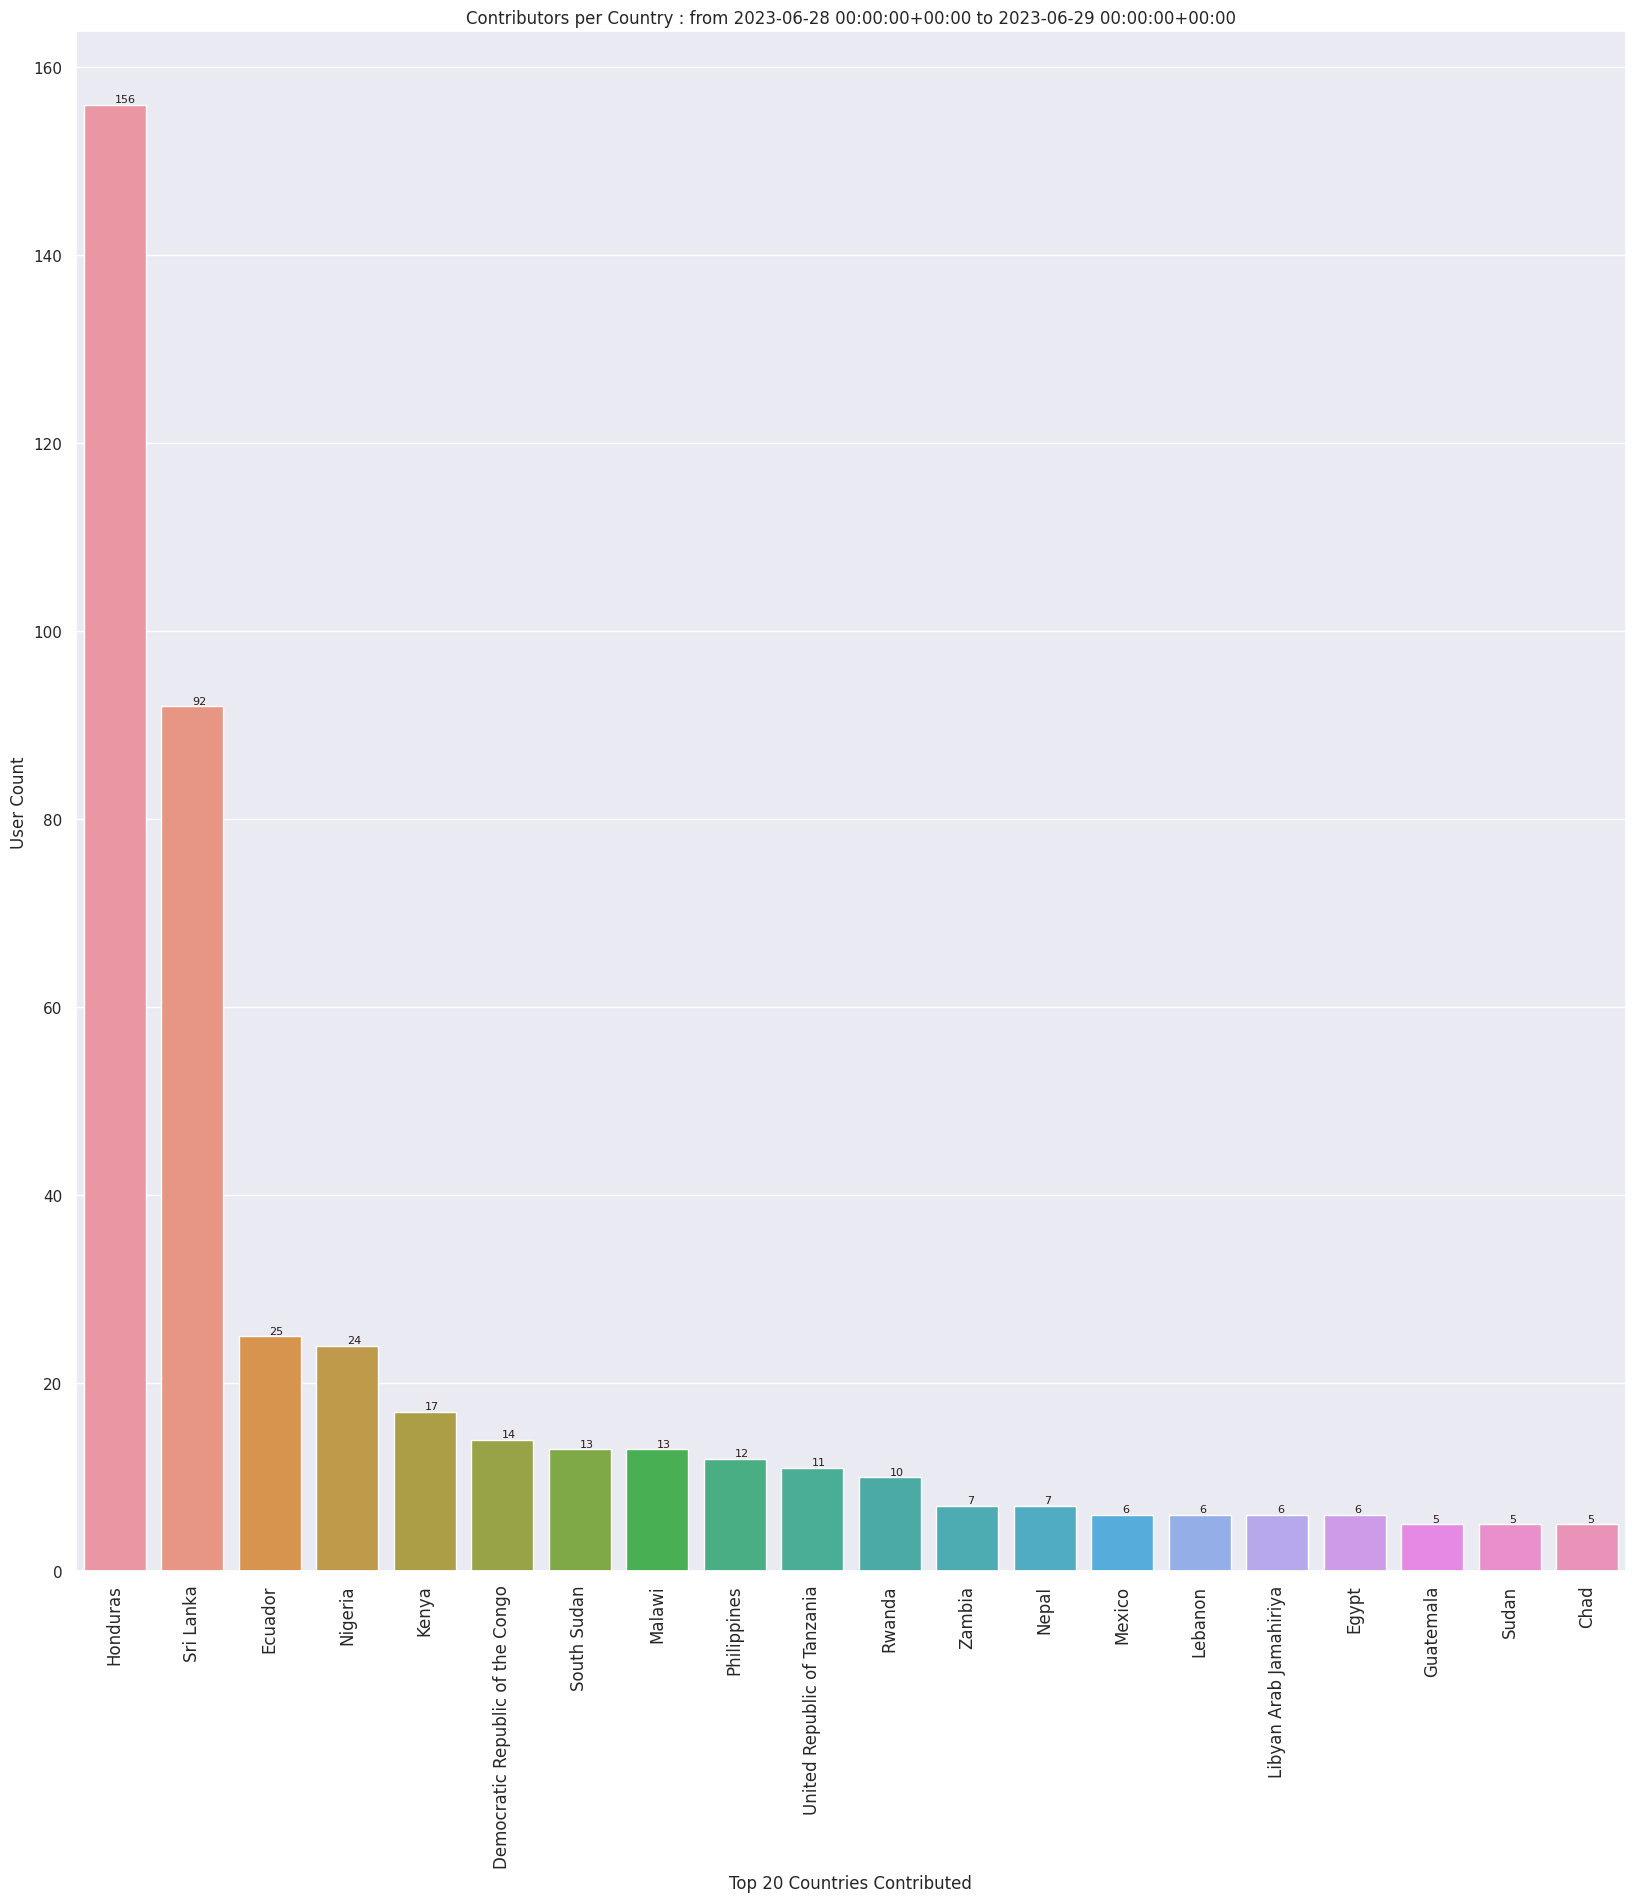 Contributors per Country : from 2023-06-28 00:00:00+00:00 to 2023-06-29 00:00:00+00:00
User Count
160
140
120
100
80
60
40
20
0
156
92
25
24
17
14
13
13
12
11
10
7
7
6
6
6
6
5
5
5
Honduras
Sri Lanka
Ecuador
Nigeria
Kenya
Democratic Republic of the Congo
South Sudan
Malawi
Philippines
United Republic of Tanzania
Rwanda
Zambia
Nepal
Mexico
Lebanon
Libyan Arab Jamahiriya
Egypt
Guatemala
Sudan
Chad
Top 20 Countries Contributed